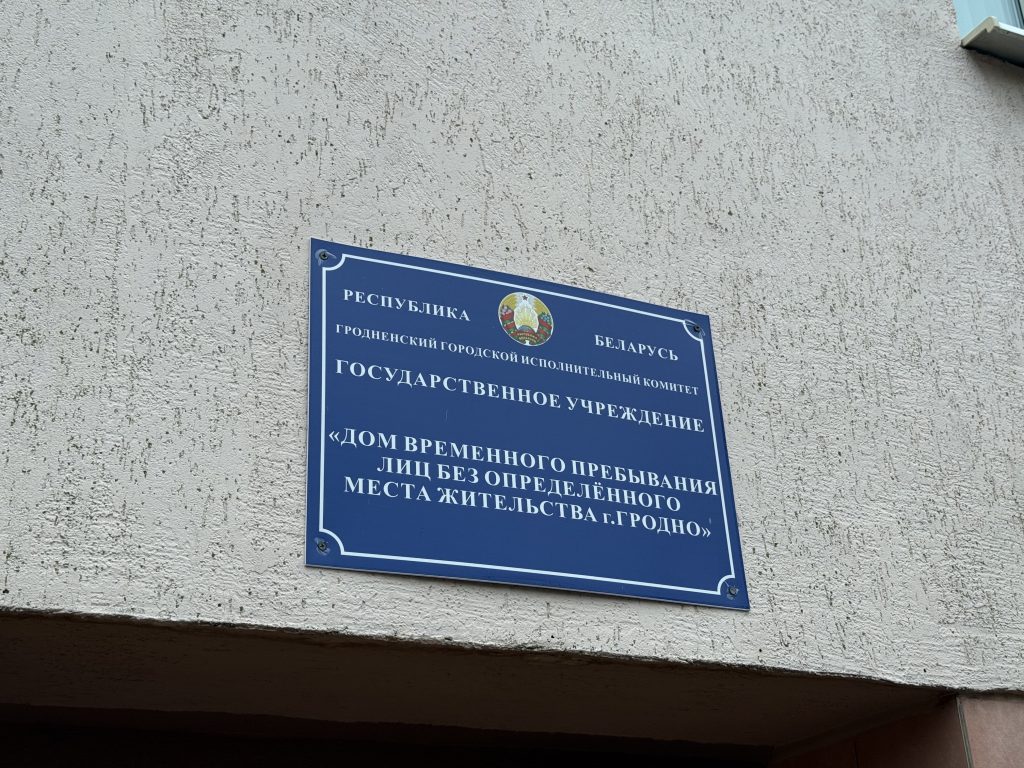 РЕСПУБЛИКА БЕЛАРУСЬ
ГРОДНЕНСКИЙ ГОРОДСКОЙ ИСПОЛНИТЕЛЬНЫЙ КОМИТЕТ
ГОСУДАРСТВЕННОЕ УЧРЕЖДЕНИЕ
«ДОМ ВРЕМЕННОГО ПРЕБЫВАНИЯ
ЛИЦ БЕЗ ОПРЕДЕЛЁННОГО
МЕСТА ЖИТЕЛЬСТВА г.ГРОДНО»